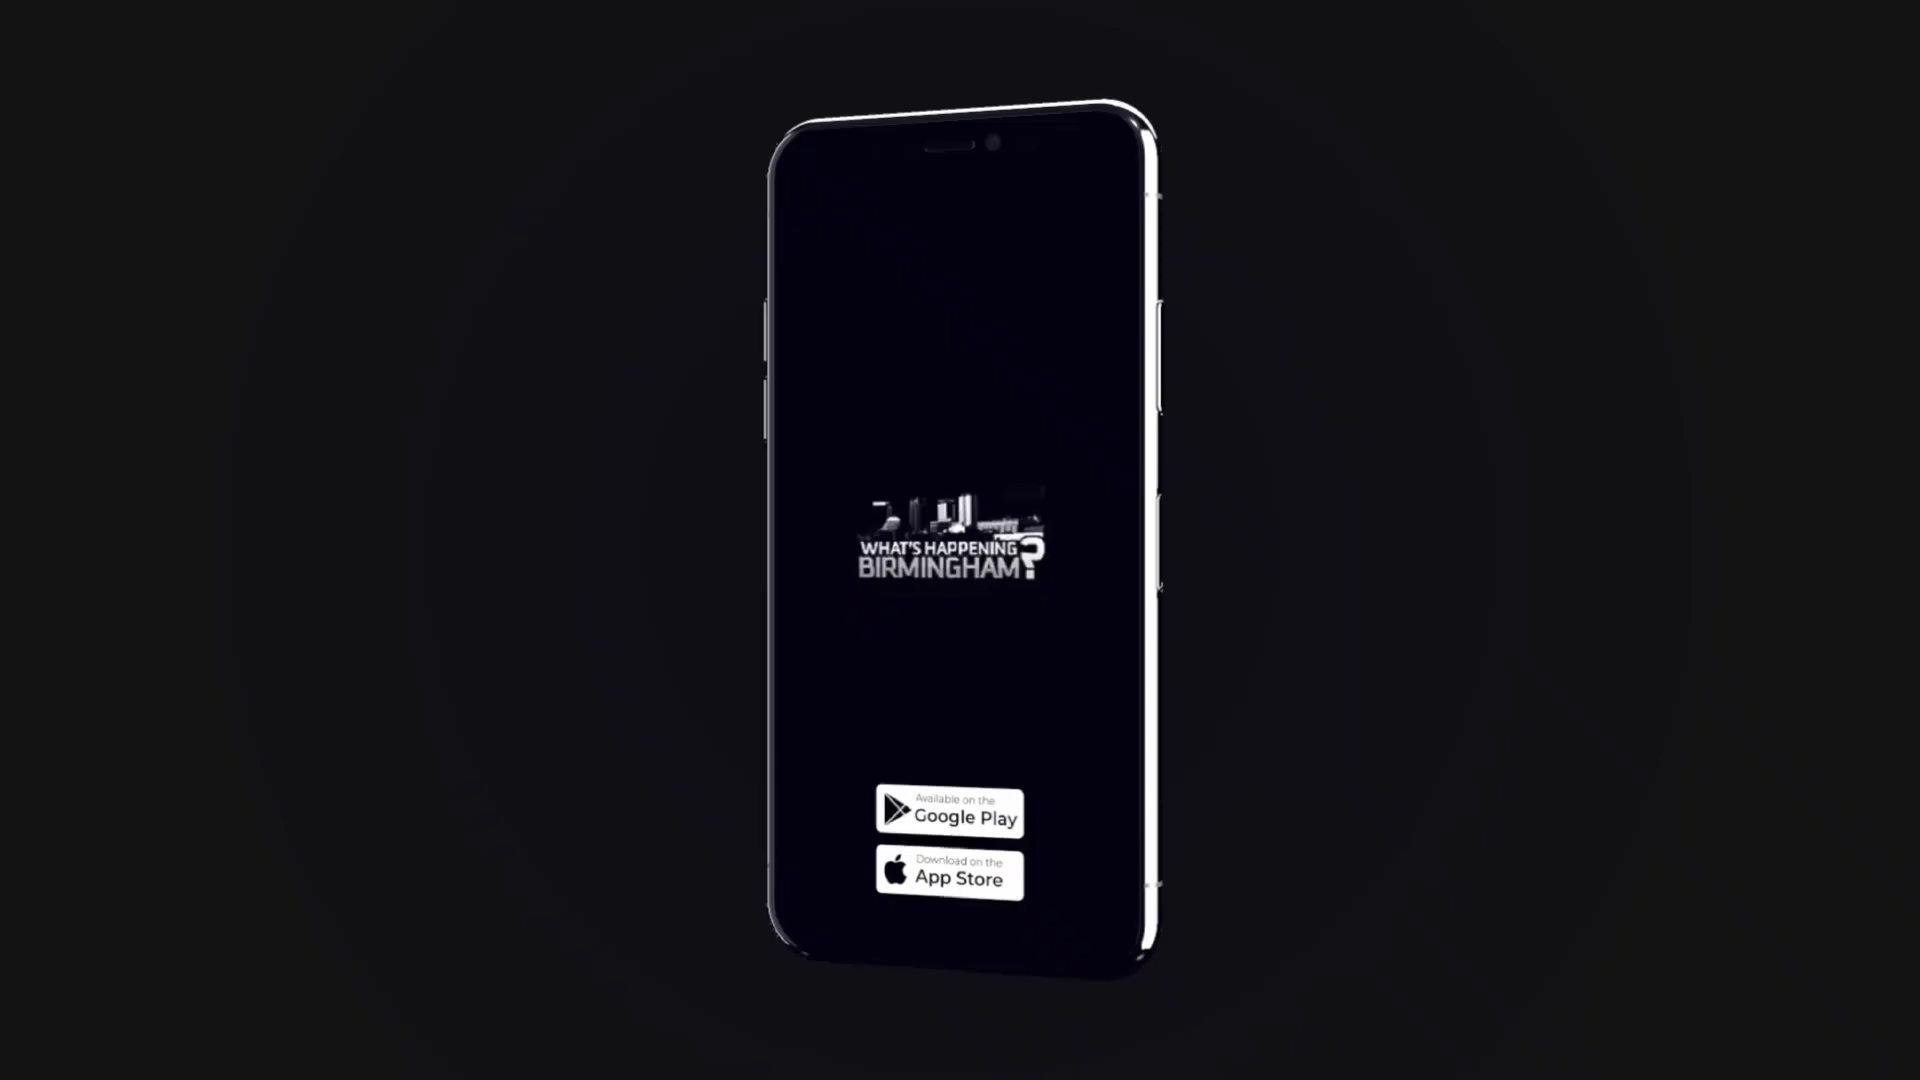 WHAT'S HAPPENING
BIRMINGHAM?
Available on the
Google Play
Download on the
App Store